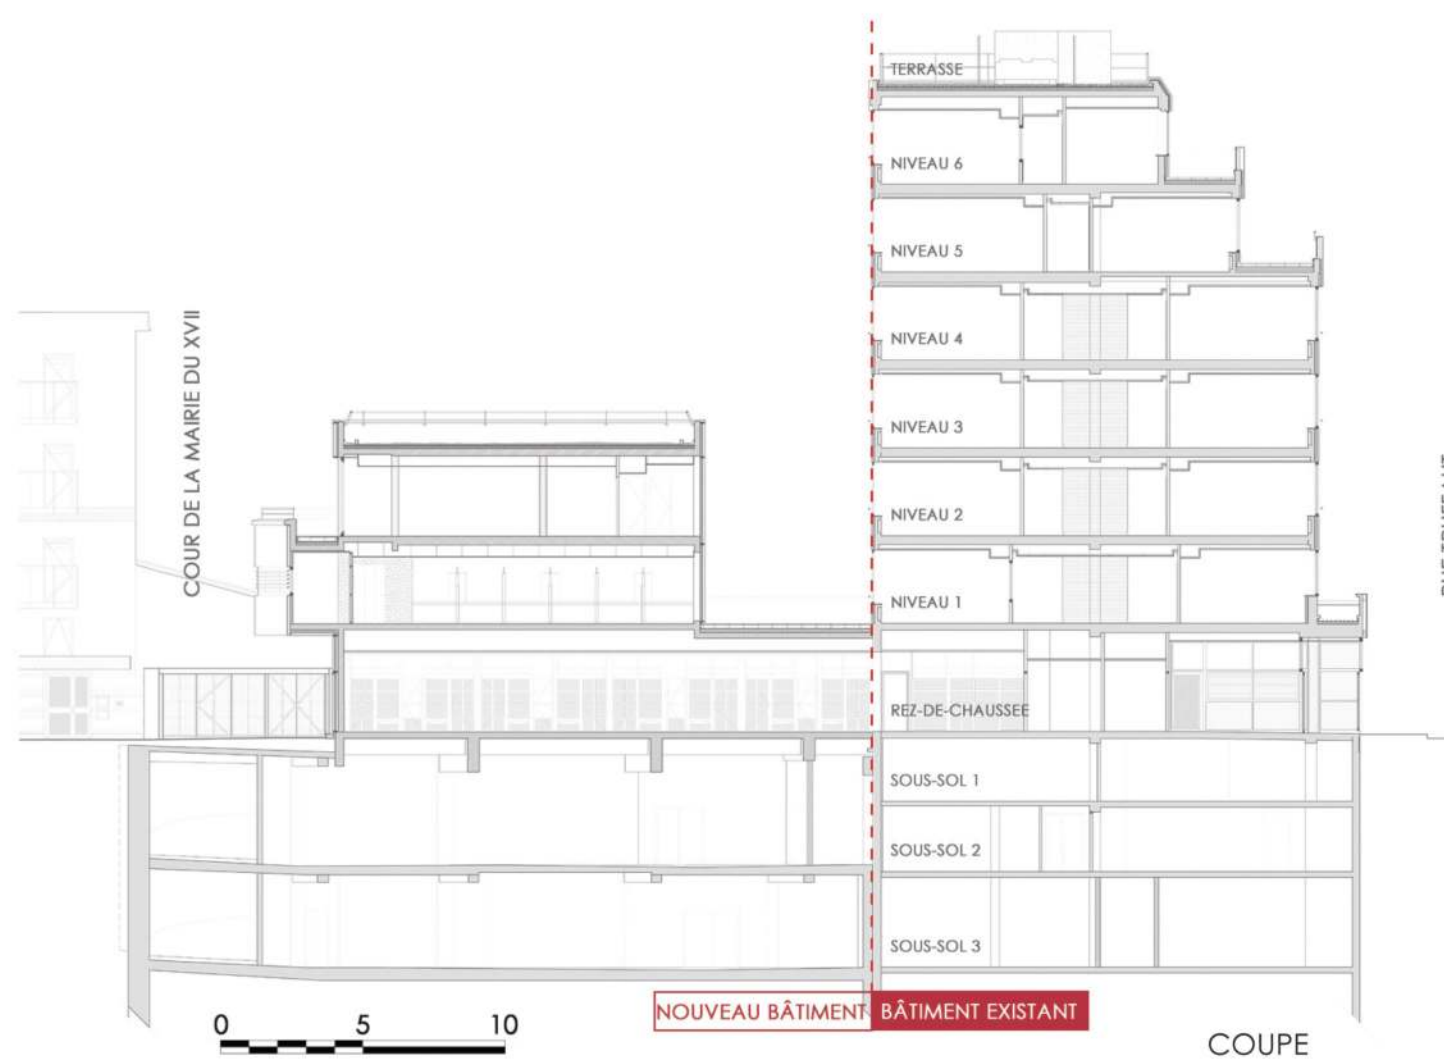 TERRASSE
NIVEAU 6
NIVEAU 5
NIVEAU 4
NIVEAU 3
NIVEAU 2
NIVEAU 1
REZ-DE-CHAUSSEE
SOUS-SOL 1
SOUS-SOL 2
SOUS-SOL 3
COUR DE LA MAIRIE DU XVII
NOUVEAU BÂTIMENT
BÂTIMENT EXISTANT
0 5 10
COUPE